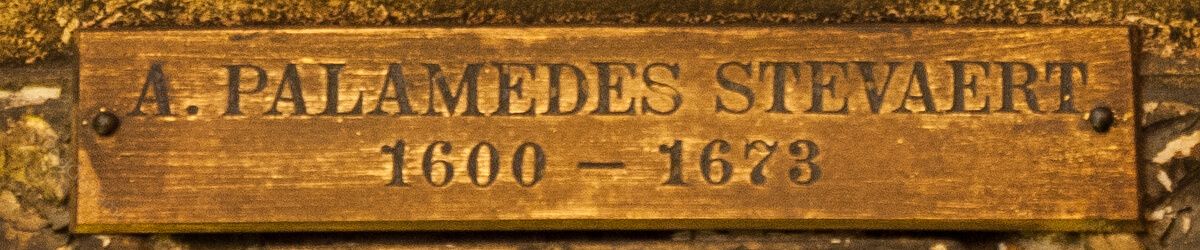 A. PALAMEDES STEVAERT.
1600 – 1673